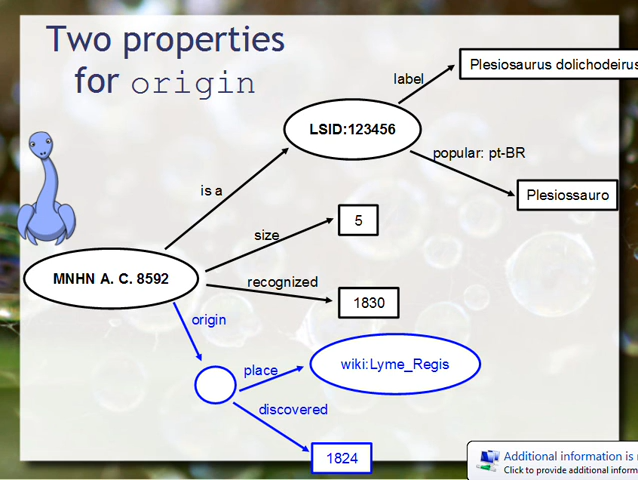 Two properties
for origin
label
Plesiosaurus dolichodeirus
LSID:123456
popular: pt-BR
is a
Plesiossauro
size
5
MNHN A. C. 8592
recognized
1830
origin
place
wiki:Lyme_Regis
discovered
1824
Additional information is
Click to provide additional inform